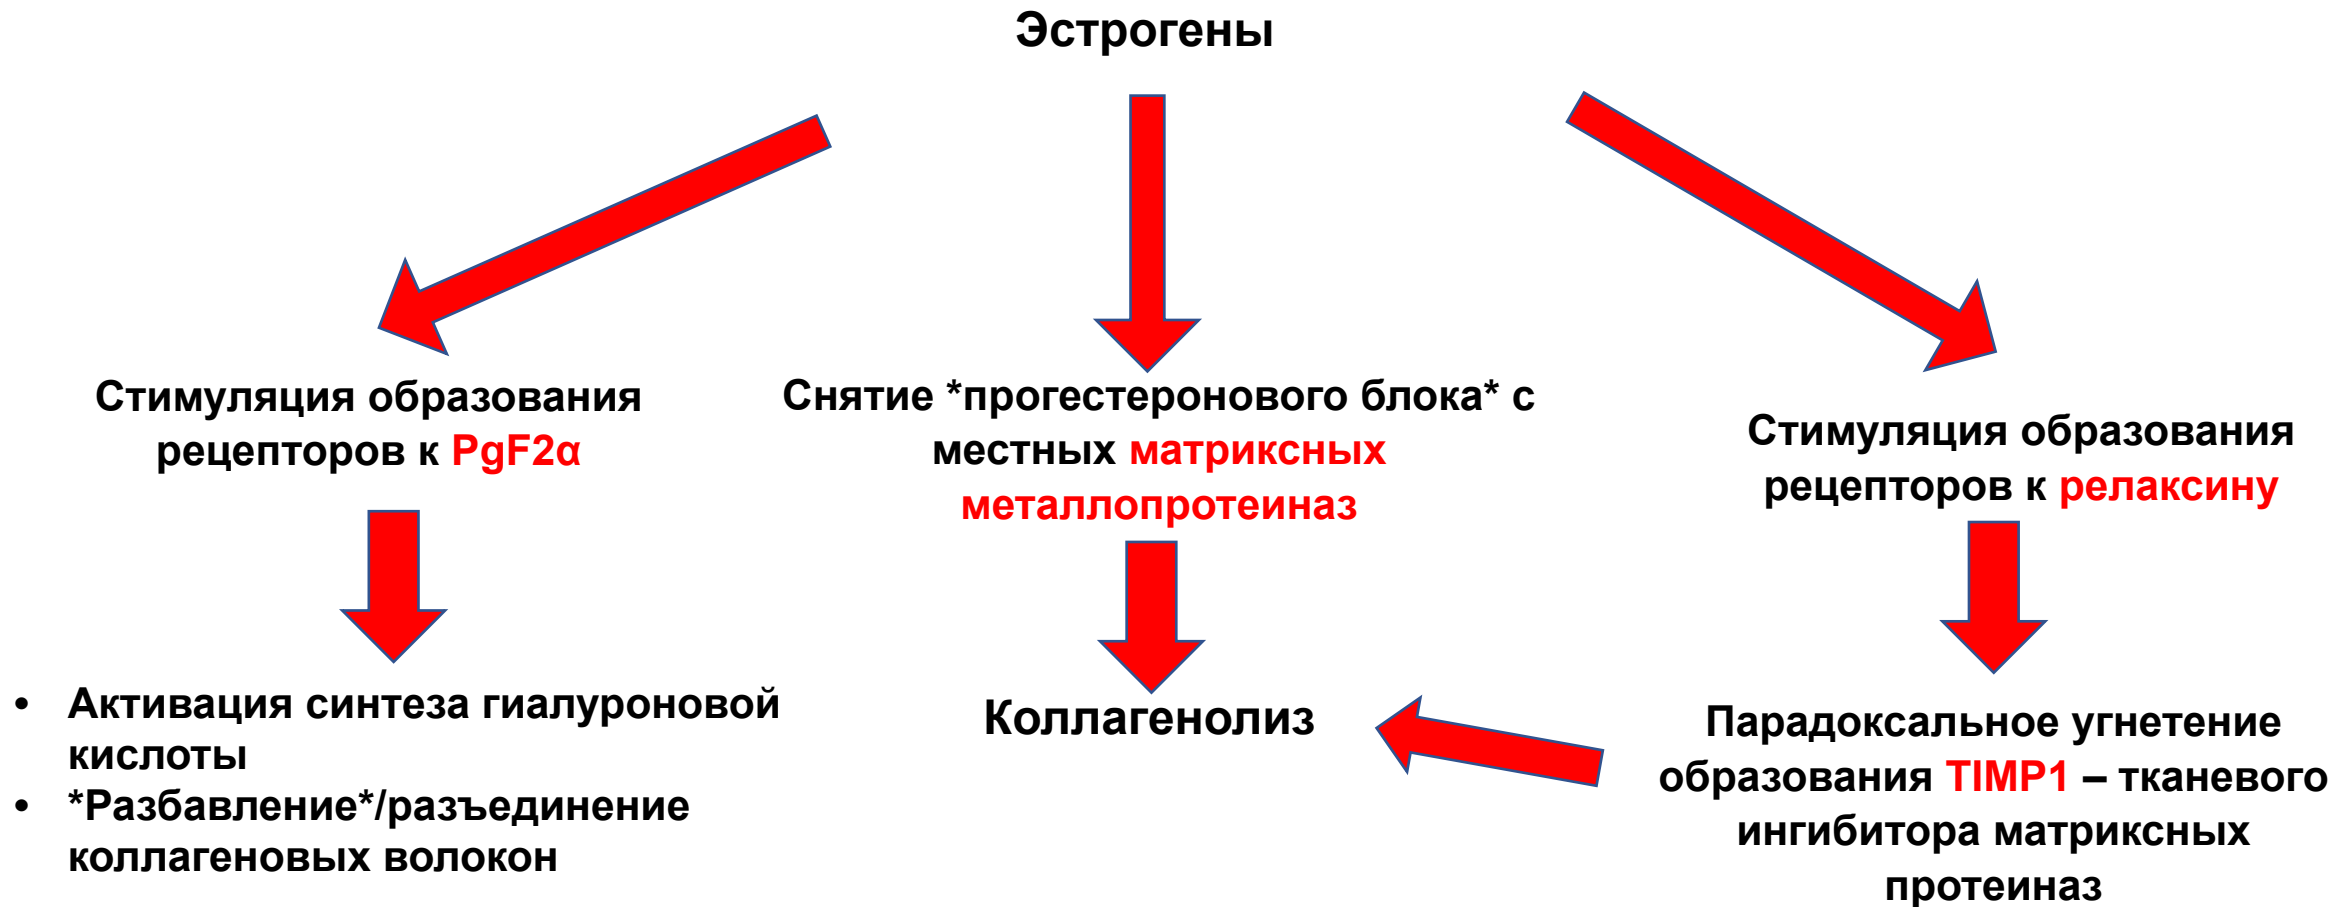 Эстрогены
Стимуляция образования
рецепторов к PgF2α
Снятие *прогестеронового блока* с
местных матриксных
металлопротеиназ
Стимуляция образования
рецепторов к релаксину
• Активация синтеза гиалуроновой
кислоты
• *Разбавление*/разъединение
коллагеновых волокон
Коллагенолиз
Парадоксальное угнетение
образования TIMP1 – тканевого
ингибитора матриксных
протеиназ